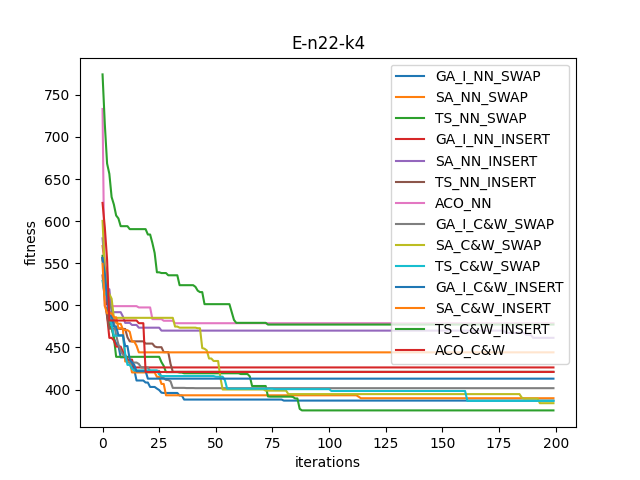 E-n22-k4
fitness
750
700
650
600
550
500
450
400
GA_I_NN_SWAP
SA_NN_SWAP
TS_NN_SWAP
GA_I_NN_INSERT
SA_NN_INSERT
TS_NN_INSERT
ACO_NN
GA_I_C&W_SWAP
SA_C&W_SWAP
TS_C&W_SWAP
GA_I_C&W_INSERT
SA_C&W_INSERT
TS_C&W_INSERT
ACO_C&W
0 25 50 75 100 125 150 175 200
iterations